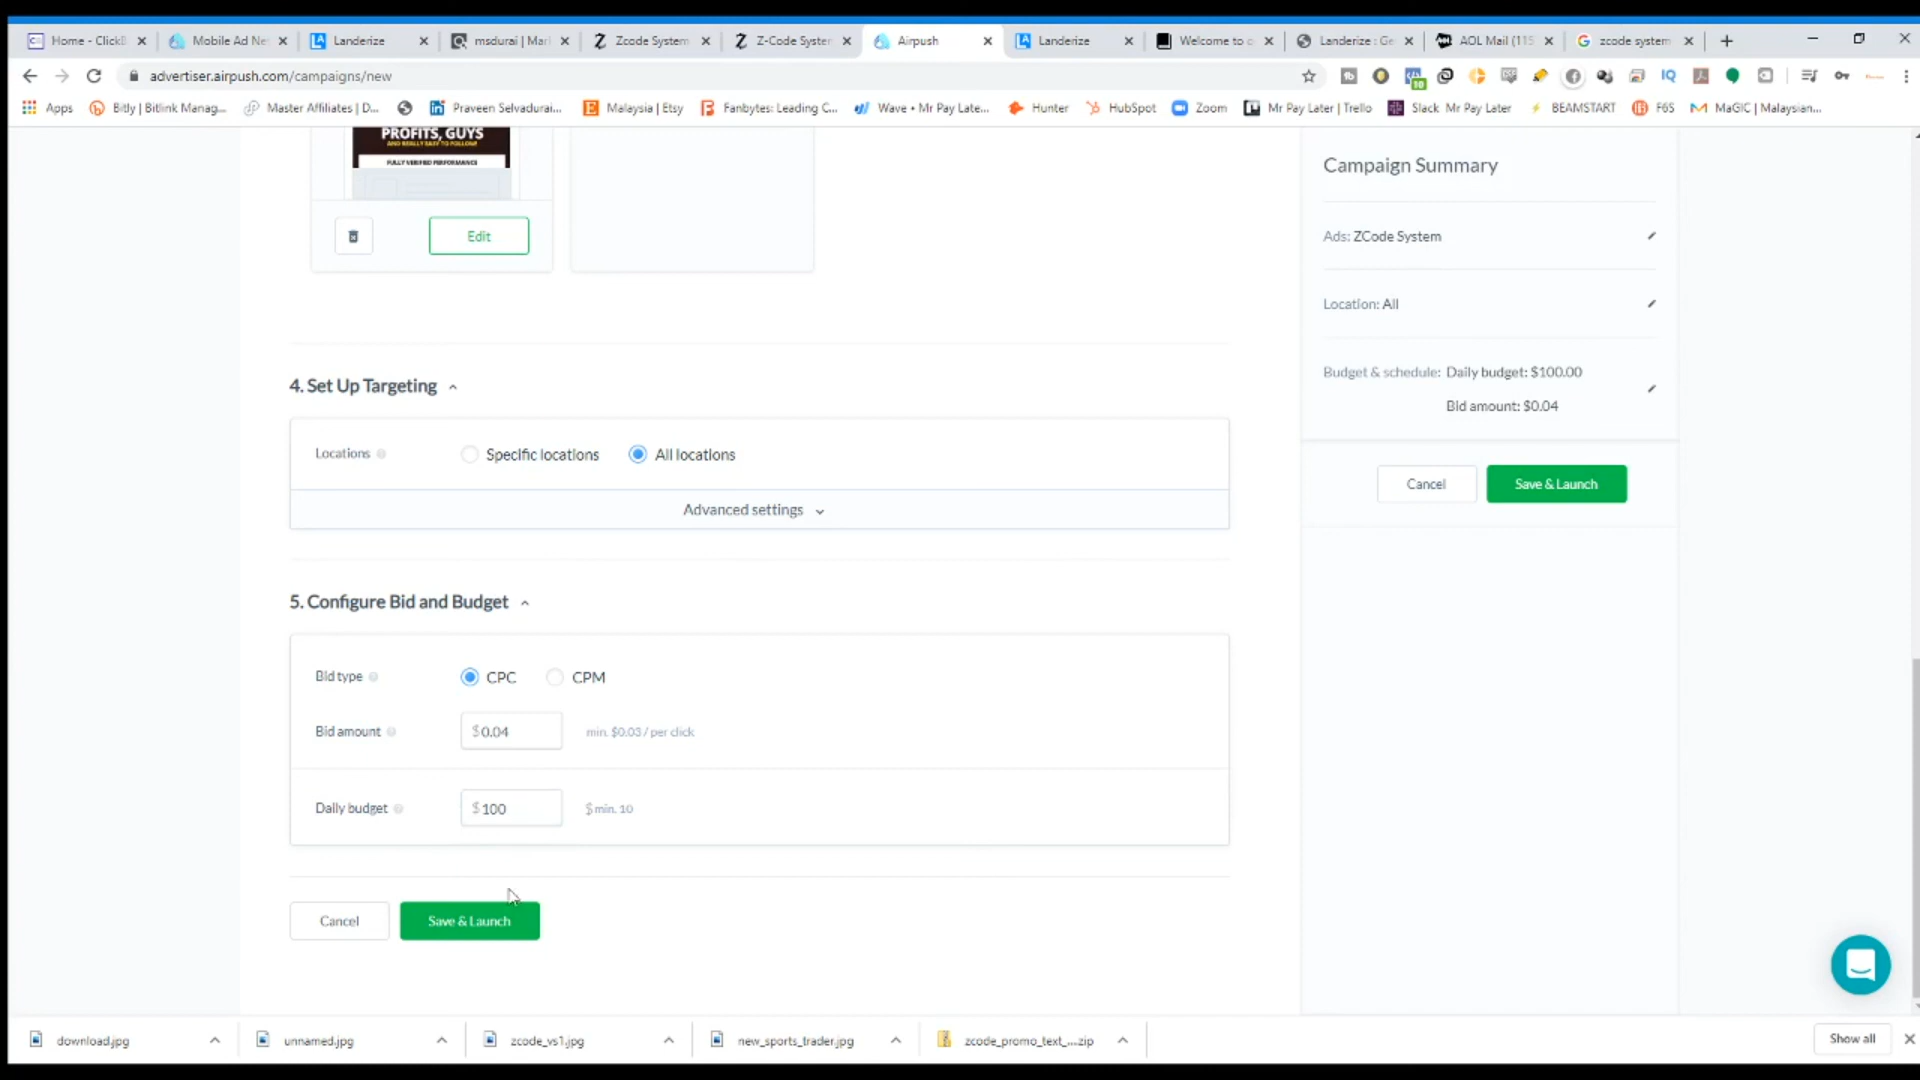 Home - ClickB
Mobile Ad Ne
Landerize
msdurai | Mar
Zcode System
Z-Code System
Airpush
Landerize
Welcome to
Landerize : Ge
AOL Mail (115
zcode system
advertiser.airpush.com/campaigns/new
Apps
Bitly | Bitlink Manag...
Master Affiliates | D...
Praveen Selvadurai...
Malaysia | Etsy
Fanbytes: Leading C...
Wave • Mr Pay Late...
Hunter
HubSpot
Zoom
Mr Pay Later | Trello
Slack Mr Pay Later
BEAMSTART
F6S
MaGIC | Malaysian...
PROFITS, GUYS
AND REALLY EASY TO FOLLOW!
FULLY VERIFIED PERFORMANCE
Edit
Campaign Summary
Ads: ZCode System
Location: All
Budget & schedule: Daily budget: $100.00
Bid amount: $0.04
Cancel
Save & Launch
4. Set Up Targeting
Locations
Specific locations
All locations
Advanced settings
5. Configure Bid and Budget
Bid type
CPC
CPM
Bid amount
$0.04
min. $0.03 / per click
Daily budget
$100
$ min. 10
Cancel
Save & Launch
download.jpg
unnamed.jpg
zcode_vs1.jpg
new_sports_trader.jpg
zcode_promo_text_....zip
Show all